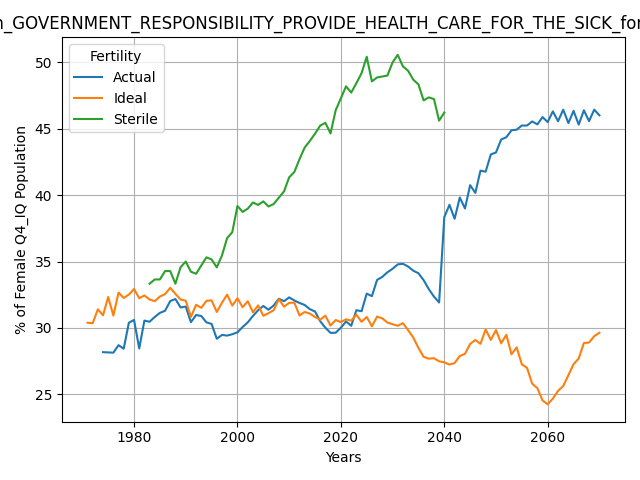 GOVERNMENT_RESPONSIBILITY_PROVIDE_HEALTH_CARE_FOR_THE_SICK_for
Fertility
Actual
Ideal
Sterile
50
45
40
35
30
25
% of Female Q4_IQ Population
1980
2000
2020
2040
2060
Years